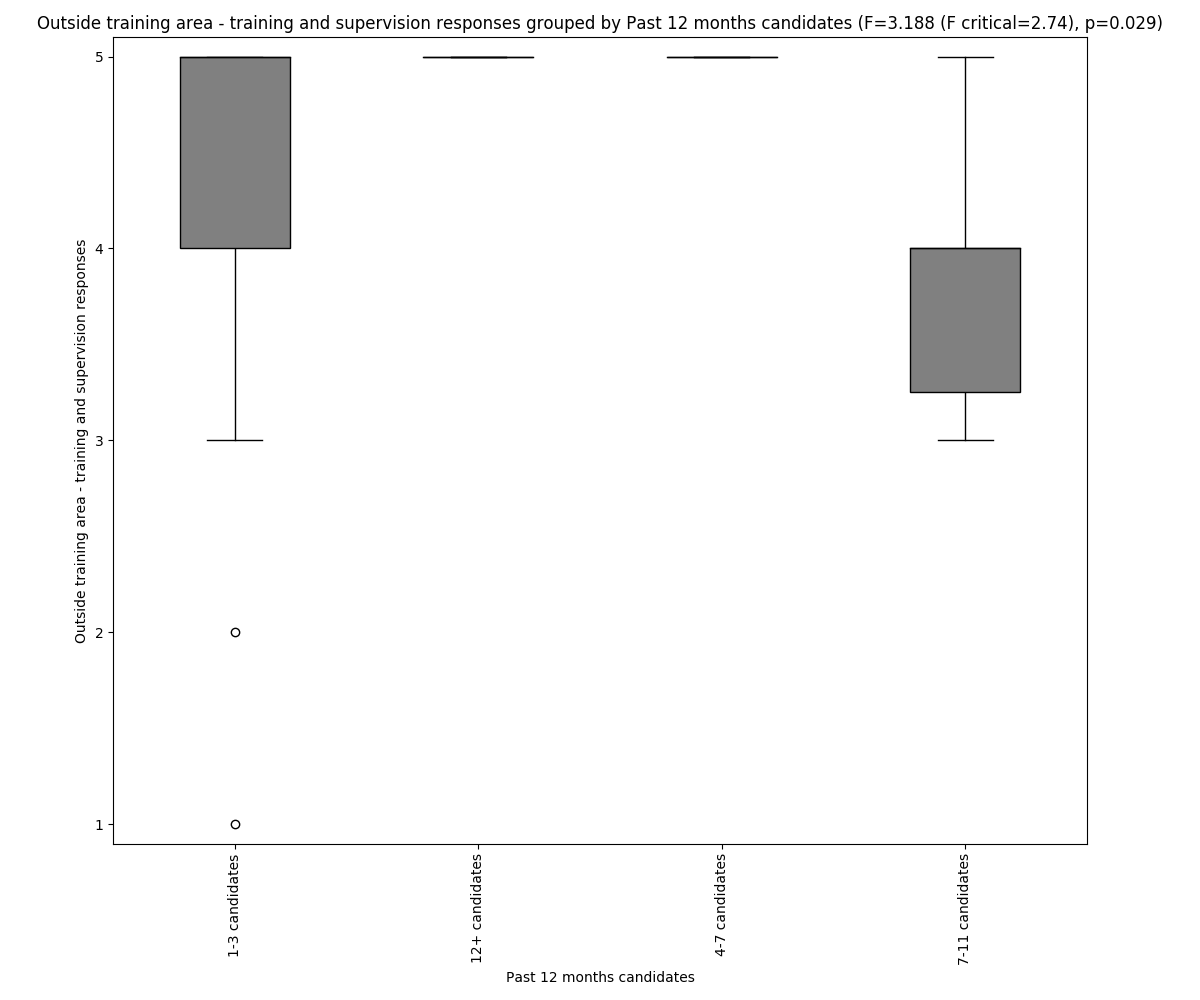 Outside training area - training and supervision responses grouped by Past 12 months candidates (F=3.188 (F critical=2.74), p=0.029)
Outside training area - training and supervision responses
5
4
3
2
1
1-3 candidates
12+ candidates
4-7 candidates
7-11 candidates
Past 12 months candidates